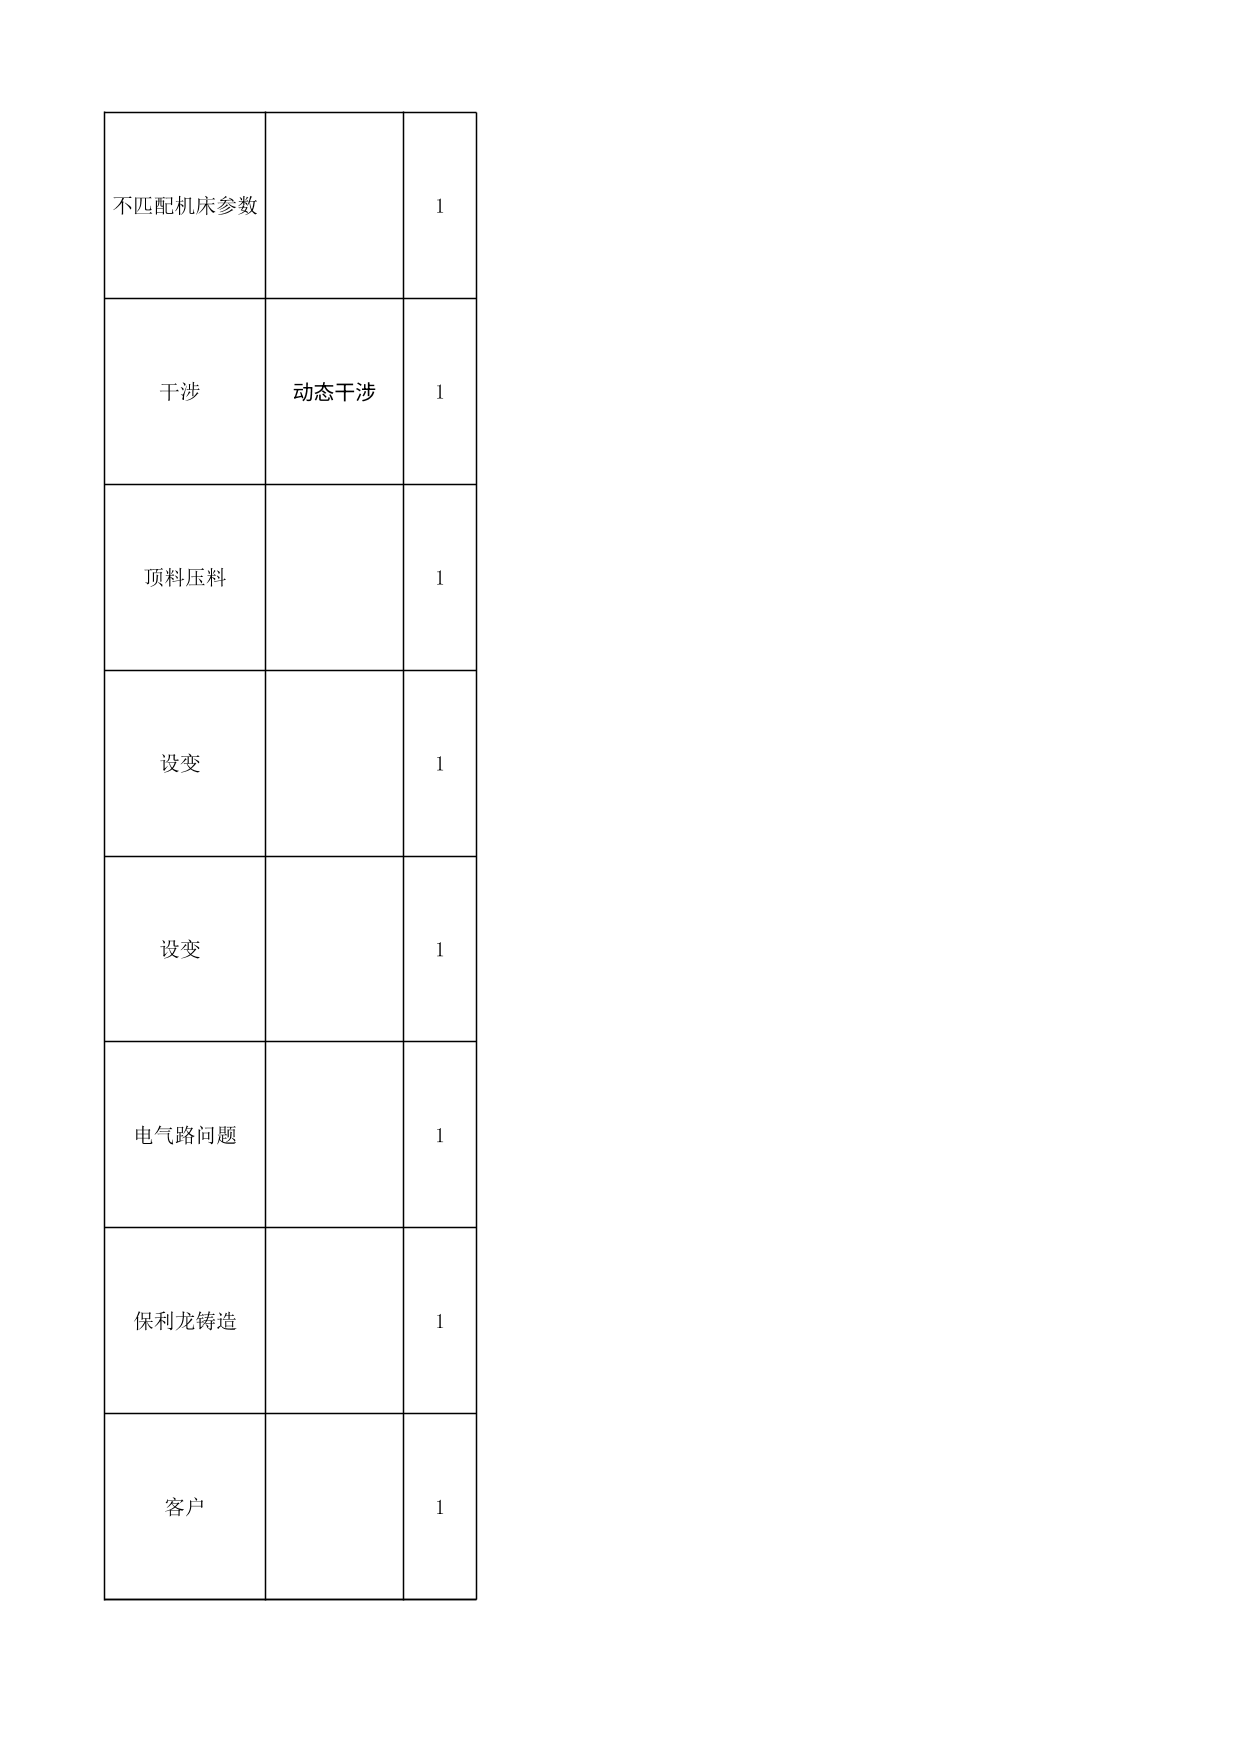 不匹配机床参数 1
干涉 动态干涉 1
顶料压料 1
设变 1
设变 1
电气路问题 1
保利龙铸造 1
客户 1